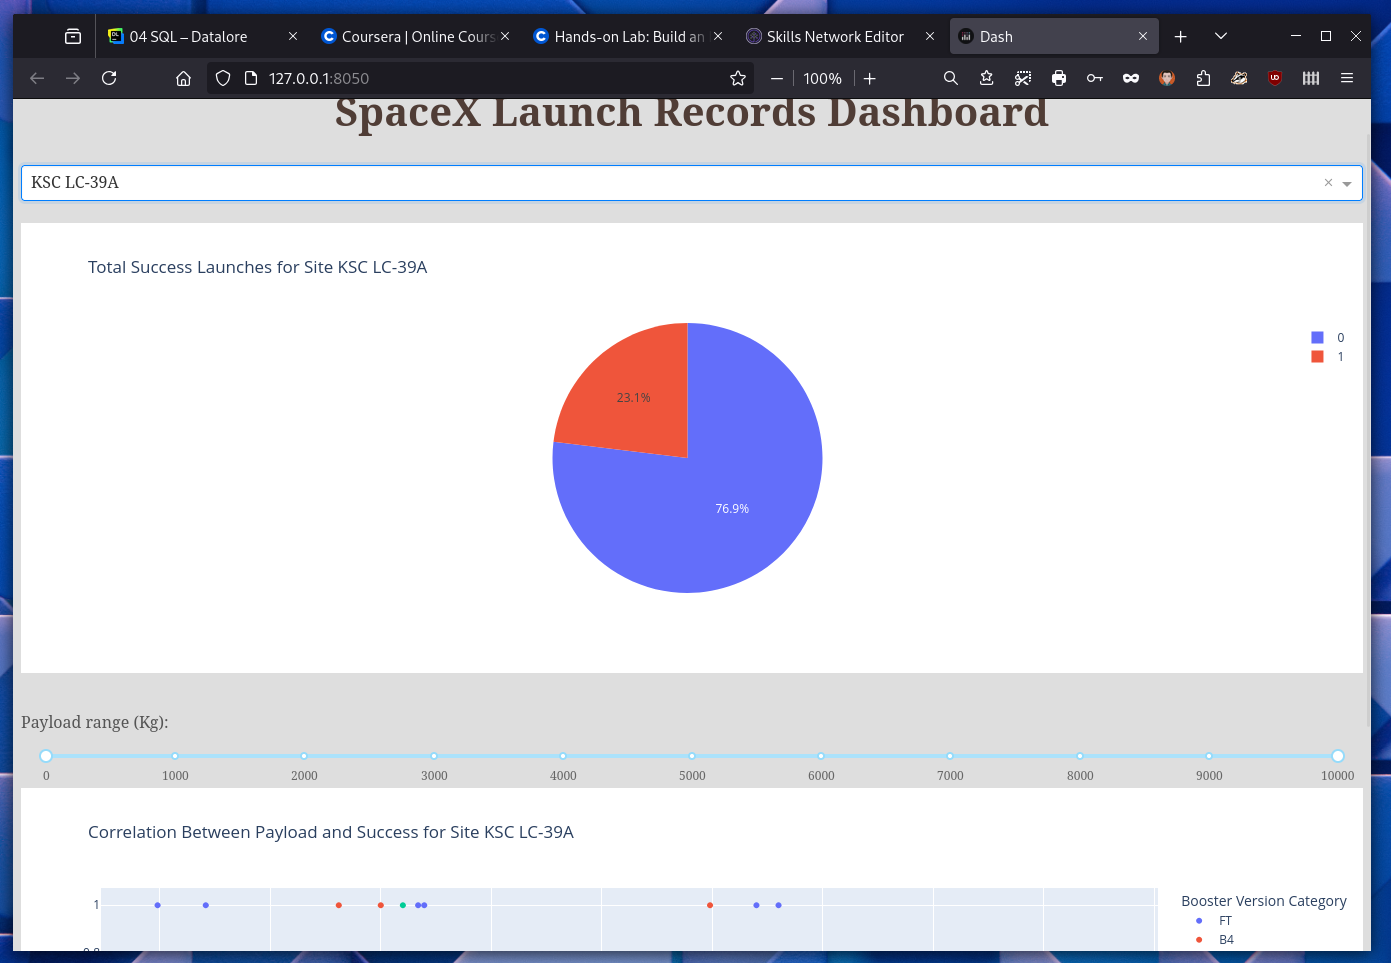 04 SQL – Datalore
Coursera | Online Cours
Hands-on Lab: Build an
Skills Network Editor
Dash
127.0.0.1:8050
100%
SpaceX Launch Records Dashboard
KSC LC-39A
Total Success Launches for Site KSC LC-39A
0
1
23.1%
76.9%
Payload range (Kg):
0 1000 2000 3000 4000 5000 6000 7000 8000 9000 10000
Correlation Between Payload and Success for Site KSC LC-39A
1
Booster Version Category
FT
B4